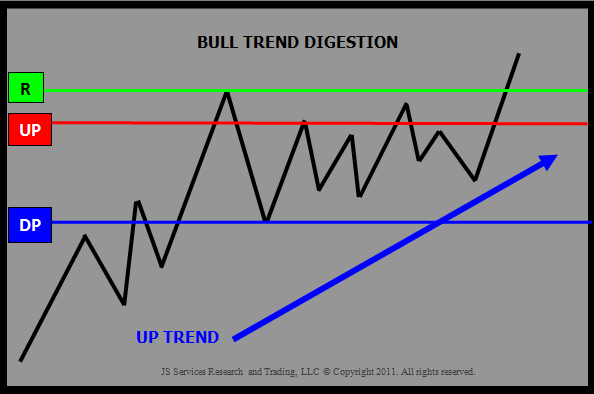 BULL TREND DIGESTION
R
UP
DP
UP TREND
JS Services Research and Trading, LLC © Copyright 2011. All rights reserved.